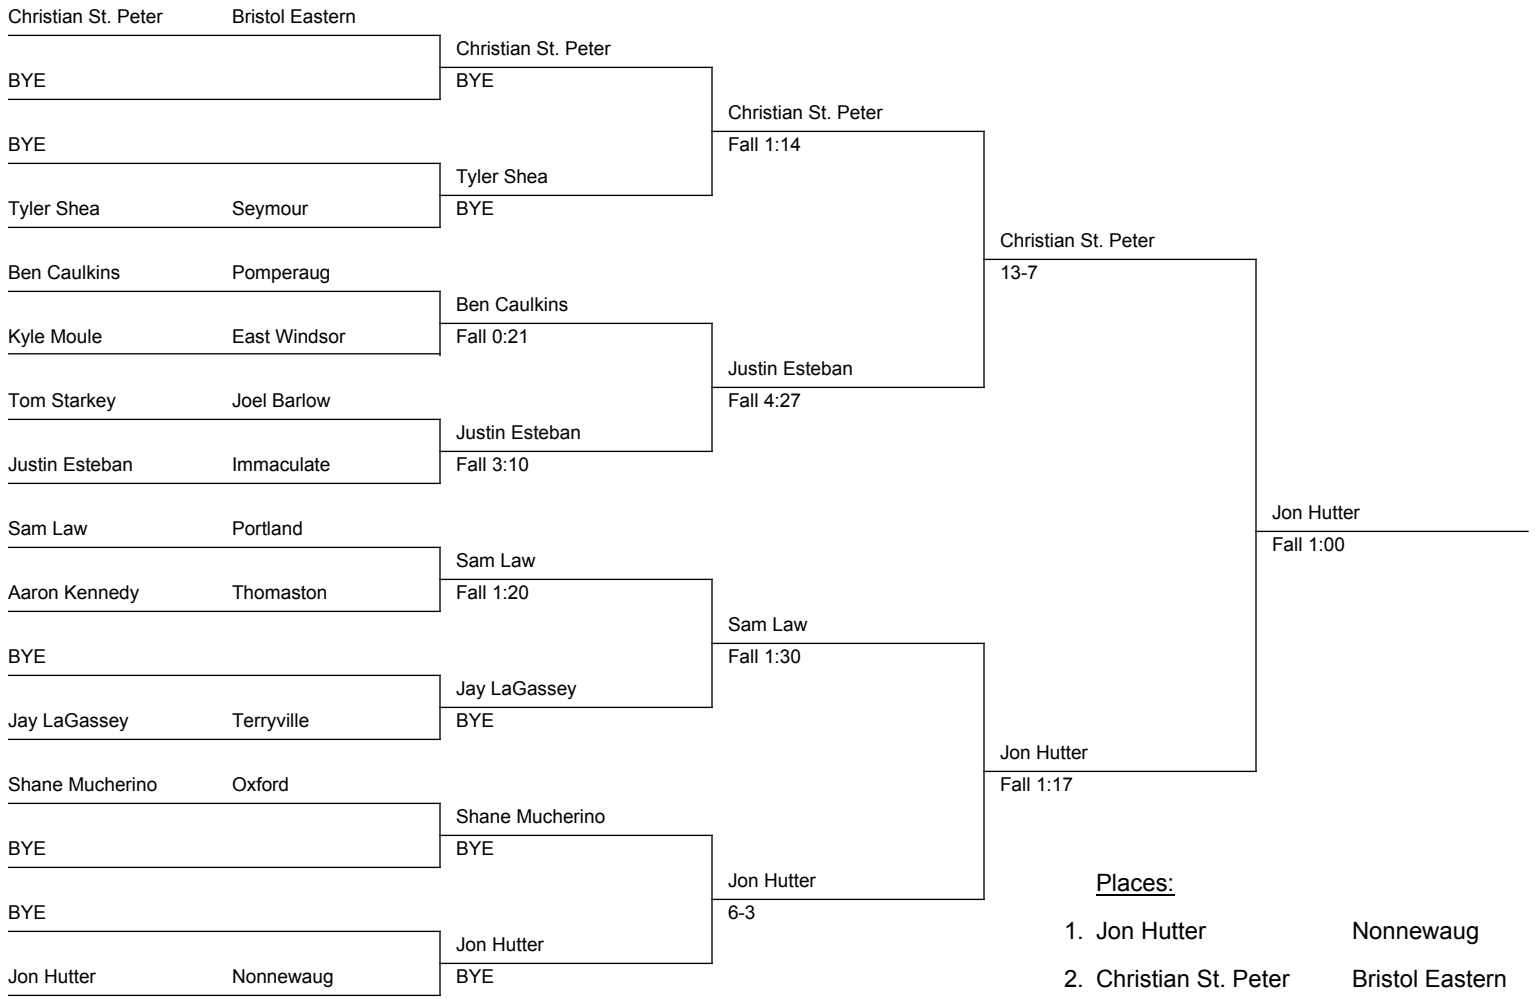 Christian St. Peter Bristol Eastern
Christian St. Peter
BYE
BYE
Christian St. Peter
BYE
Fall 1:14
Tyler Shea
Tyler Shea Seymour
BYE
Christian St. Peter
Ben Caulkins Pomperaug
13-7
Ben Caulkins
Kyle Moule East Windsor
Fall 0:21
Justin Esteban
Tom Starkey Joel Barlow
Fall 4:27
Justin Esteban
Justin Esteban Immaculate
Fall 3:10
Jon Hutter
Sam Law Portland
Fall 1:00
Sam Law
Aaron Kennedy Thomaston
Fall 1:20
Sam Law
BYE
Fall 1:30
Jay LaGassey
Jay LaGassey Terryville
BYE
Jon Hutter
Shane Mucherino Oxford
Fall 1:17
Shane Mucherino
BYE
BYE
Jon Hutter
Places:
BYE
6-3
1. Jon Hutter Nonnewaug
Jon Hutter
Jon Hutter Nonnewaug
BYE
2. Christian St. Peter Bristol Eastern